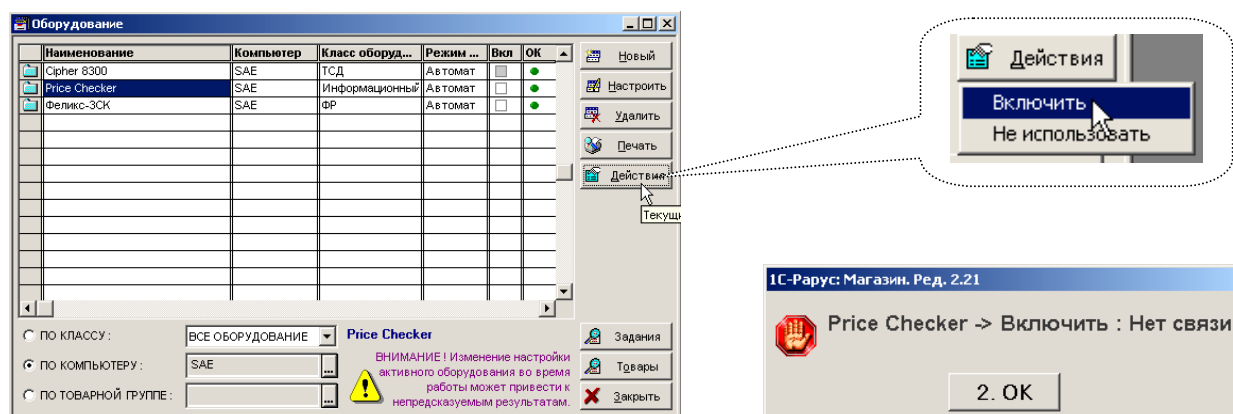 Оборудование
Наименование Компьютер Класс оборуд... Режим ... Вкл ОК
Cipher 8300 SAE ТСД Автомат
Price Checker SAE Информационный Автомат
Феликс-3СК SAE ФР Автомат
Новый
Настроить
Удалить
Печать
Действия
Текущ
ПО КЛАССУ : ВСЕ ОБОРУДОВАНИЕ
ПО КОМПЬЮТЕРУ : SAE ...
ПО ТОВАРНОЙ ГРУППЕ : ...
Price Checker
ВНИМАНИЕ ! Изменение настройки
активного оборудования во время
работы может привести к
непредсказуемым результатам.
Задания
Товары
Закрыть
Действия
Включить
Не использовать
1С-Рарус: Магазин. Ред. 2.21
Price Checker -> Включить : Нет связи
2. OK